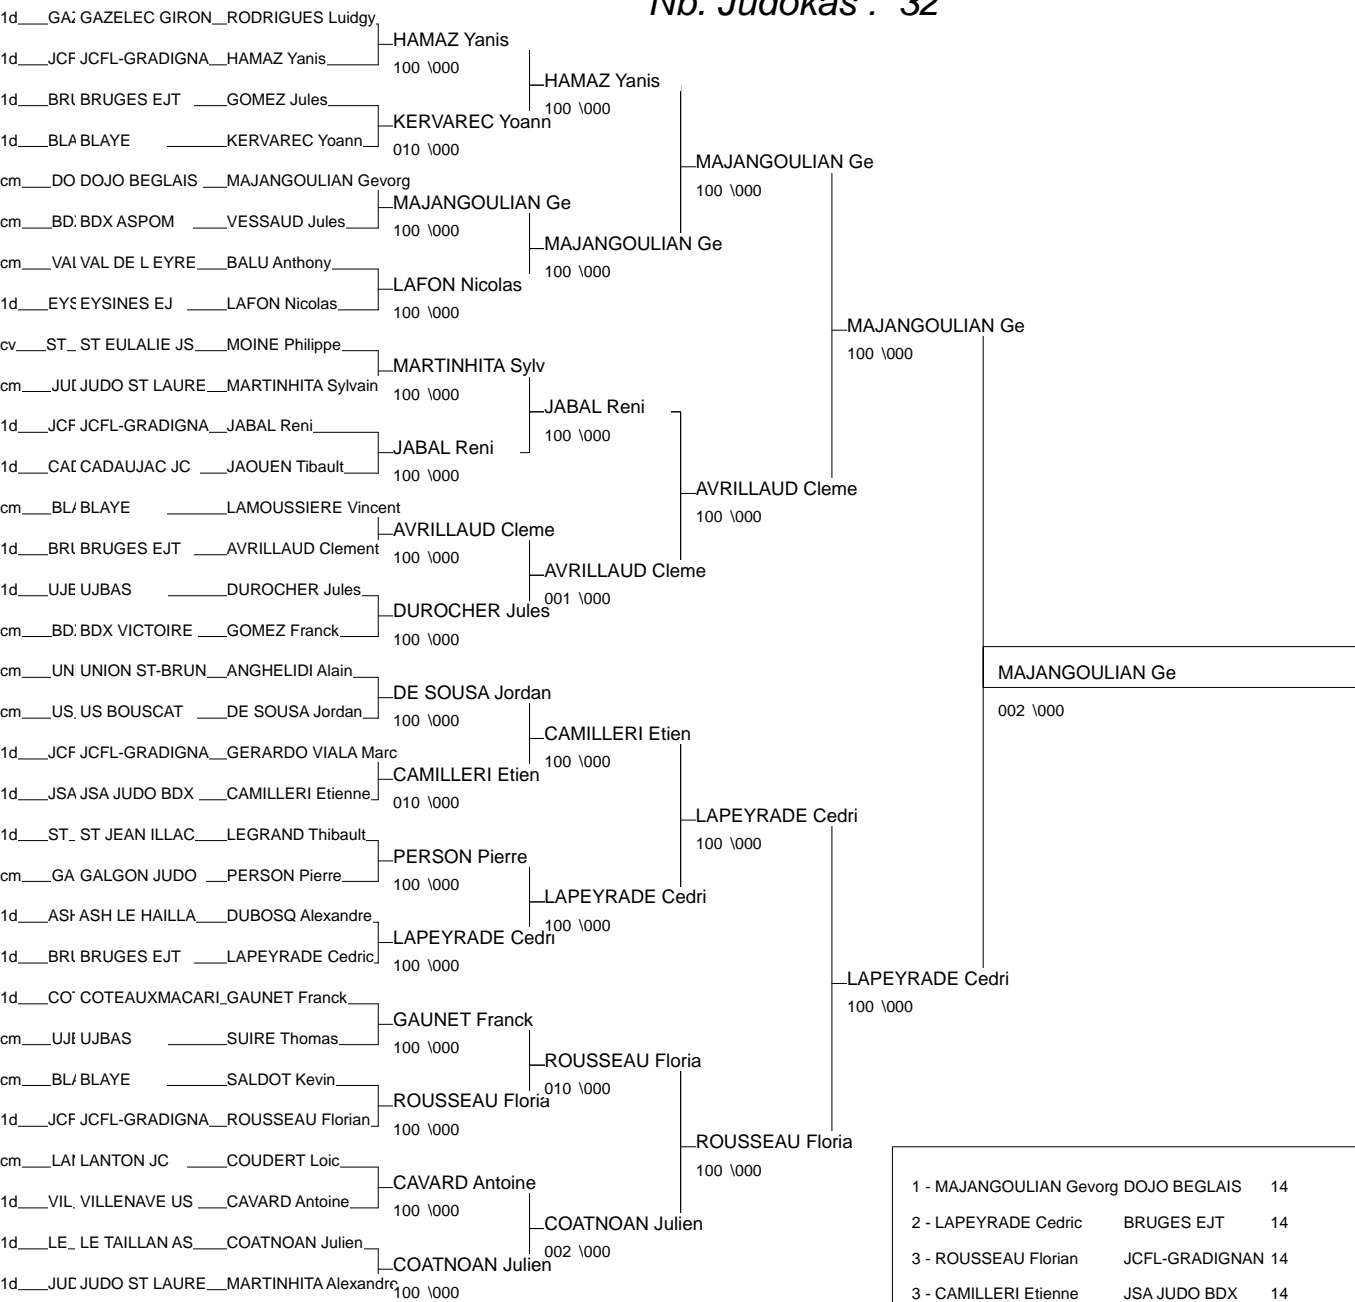 Nb. Judokas : 32
1d GAZ GAZELEC GIRON RODRIGUES Luidgy
HAMAZ Yanis
1d JCF JCFL-GRADIGNA HAMAZ Yanis
100 \000
HAMAZ Yanis
1d BRU BRUGES EJT GOMEZ Jules
100 \000
KERVAREC Yoann
1d BLA BLAYE KERVAREC Yoann
010 \000
MAJANGOULIAN Ge
cm DO DOJO BEGLAIS MAJANGOULIAN Gevorg
100 \000
MAJANGOULIAN Ge
cm BD BDX ASPOM VESSAUD Jules
100 \000
MAJANGOULIAN Ge
cm VAL VAL DE L EYRE BALU Anthony
100 \000
LAFON Nicolas
1d EYS EYSINES EJ LAFON Nicolas
100 \000
MAJANGOULIAN Ge
cv ST_ ST EULALIE JS MOINE Philippe
100 \000
MARTINHITA Sylv
cm JUD JUDO ST LAURE MARTINHITA Sylvain
100 \000
JABAL Reni
1d JCF JCFL-GRADIGNA JABAL Reni
100 \000
JABAL Reni
1d CAD CADAUJAC JC JAOUEN Tibault
100 \000
AVRILLAUD Cleme
cm BLA BLAYE LAMOUSSIERE Vincent
100 \000
AVRILLAUD Cleme
1d BRU BRUGES EJT AVRILLAUD Clement
100 \000
AVRILLAUD Cleme
1d UJB UJBAS DUROCHER Jules
001 \000
DUROCHER Jules
cm BD BDX VICTOIRE GOMEZ Franck
100 \000
cm UN UNION ST-BRUN ANGHELIDI Alain
MAJANGOULIAN Ge
DE SOUSA Jordan
cm US US BOUSCAT DE SOUSA Jordan
002 \000
100 \000
CAMILLERI Etien
1d JCF JCFL-GRADIGNA GERARDO VIALA Marc
100 \000
CAMILLERI Etien
1d JSA JSA JUDO BDX CAMILLERI Etienne
010 \000
LAPEYRADE Cedri
1d ST_ ST JEAN ILLAC LEGRAND Thibault
100 \000
PERSON Pierre
cm GA GALGON JUDO PERSON Pierre
100 \000
LAPEYRADE Cedri
1d ASH ASH LE HAILLA DUBOSQ Alexandre
100 \000
LAPEYRADE Cedri
1d BRU BRUGES EJT LAPEYRADE Cedric
100 \000
LAPEYRADE Cedri
1d COT COTEAUXMACARI GAUNET Franck
100 \000
GAUNET Franck
cm UJB UJBAS SUIRE Thomas
100 \000
ROUSSEAU Floria
cm BLA BLAYE SALDOT Kevin
010 \000
ROUSSEAU Floria
1d JCF JCFL-GRADIGNA ROUSSEAU Florian
100 \000
ROUSSEAU Floria
cm LAN LANTON JC COUDERT Loic
100 \000
CAVARD Antoine
1d VIL VILLENAVE US CAVARD Antoine
100 \000
COATNOAN Julien
1d LE_ LE TAILLAN AS COATNOAN Julien
002 \000
COATNOAN Julien
1d JUD JUDO ST LAURE MARTINHITA Alexandre
100 \000
1 - MAJANGOULIAN Gevorg DOJO BEGLAIS 14
2 - LAPEYRADE Cedric BRUGES EJT 14
3 - ROUSSEAU Florian JCFL-GRADIGNAN 14
3 - CAMILLERI Etienne JSA JUDO BDX 14